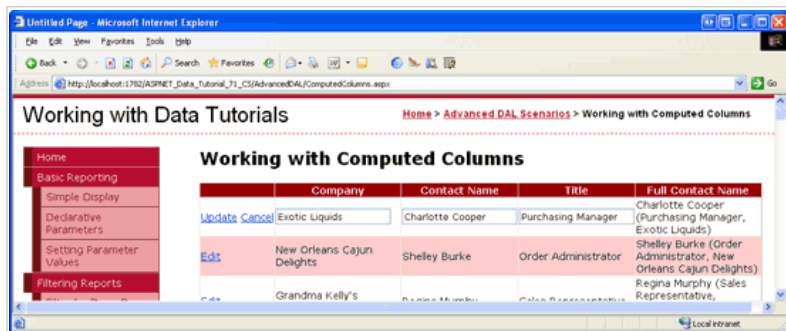 Untitled Page - Microsoft Internet Explorer
File Edit View Favorites Tools Help
Back Search Favorites
Address http://localhost:1782/ASPNET_Data_Tutorial_71_CS/AdvancedDAL/ComputedColumns.aspx Go
Working with Data Tutorials
Home > Advanced DAL Scenarios > Working with Computed Columns
Home
Basic Reporting
Simple Display
Declarative
Parameters
Setting Parameter
Values
Filtering Reports
Working with Computed Columns
Company Contact Name Title Full Contact Name
Update Cancel Exotic Liquids Charlotte Cooper Purchasing Manager
Charlotte Cooper
(Purchasing Manager,
Exotic Liquids)
Edit
New Orleans Cajun
Delights
Shelley Burke
Order Administrator
Shelley Burke (Order
Administrator, New
Orleans Cajun Delights)
Edit
Grandma Kelly's
Regina Murphy
Sales Representative
Regina Murphy (Sales
Representative,
Local intranet